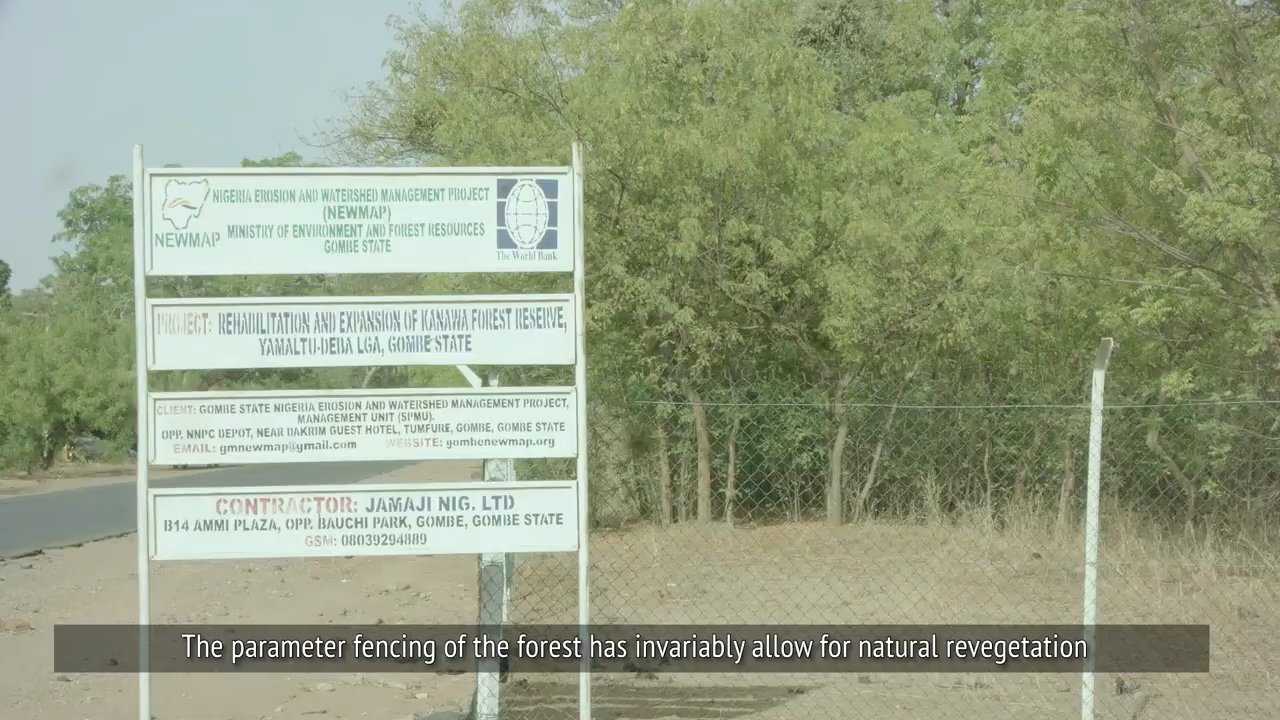 NIGERIA EROSION AND WATERSHED MANAGEMENT PROJECT
(NEWMAP)
MINISTRY OF ENVIRONMENT AND FOREST RESOURCES
GOMBE STATE
NEWMAP
The World Bank
PROJECT: REHABILITATION AND EXPANSION OF KANAWA FOREST RESERVE,
YAMALTU-DEBA LGA, GOMBE STATE
CLIENT: GOMBE STATE NIGERIA EROSION AND WATERSHED MANAGEMENT PROJECT,
MANAGEMENT UNIT (SPMU).
OPP. NNPC DEPOT, NEAR DAKRIM GUEST HOTEL, TUMFURE, GOMBE, GOMBE STATE
EMAIL: gmnewmap@gmail.com WEBSITE: gombenewmap.org
CONTRACTOR: JAMAJI NIG. LTD
B14 AMMI PLAZA, OPP. BAUCHI PARK, GOMBE, GOMBE STATE
GSM: 08039294889
The parameter fencing of the forest has invariably allow for natural revegetation